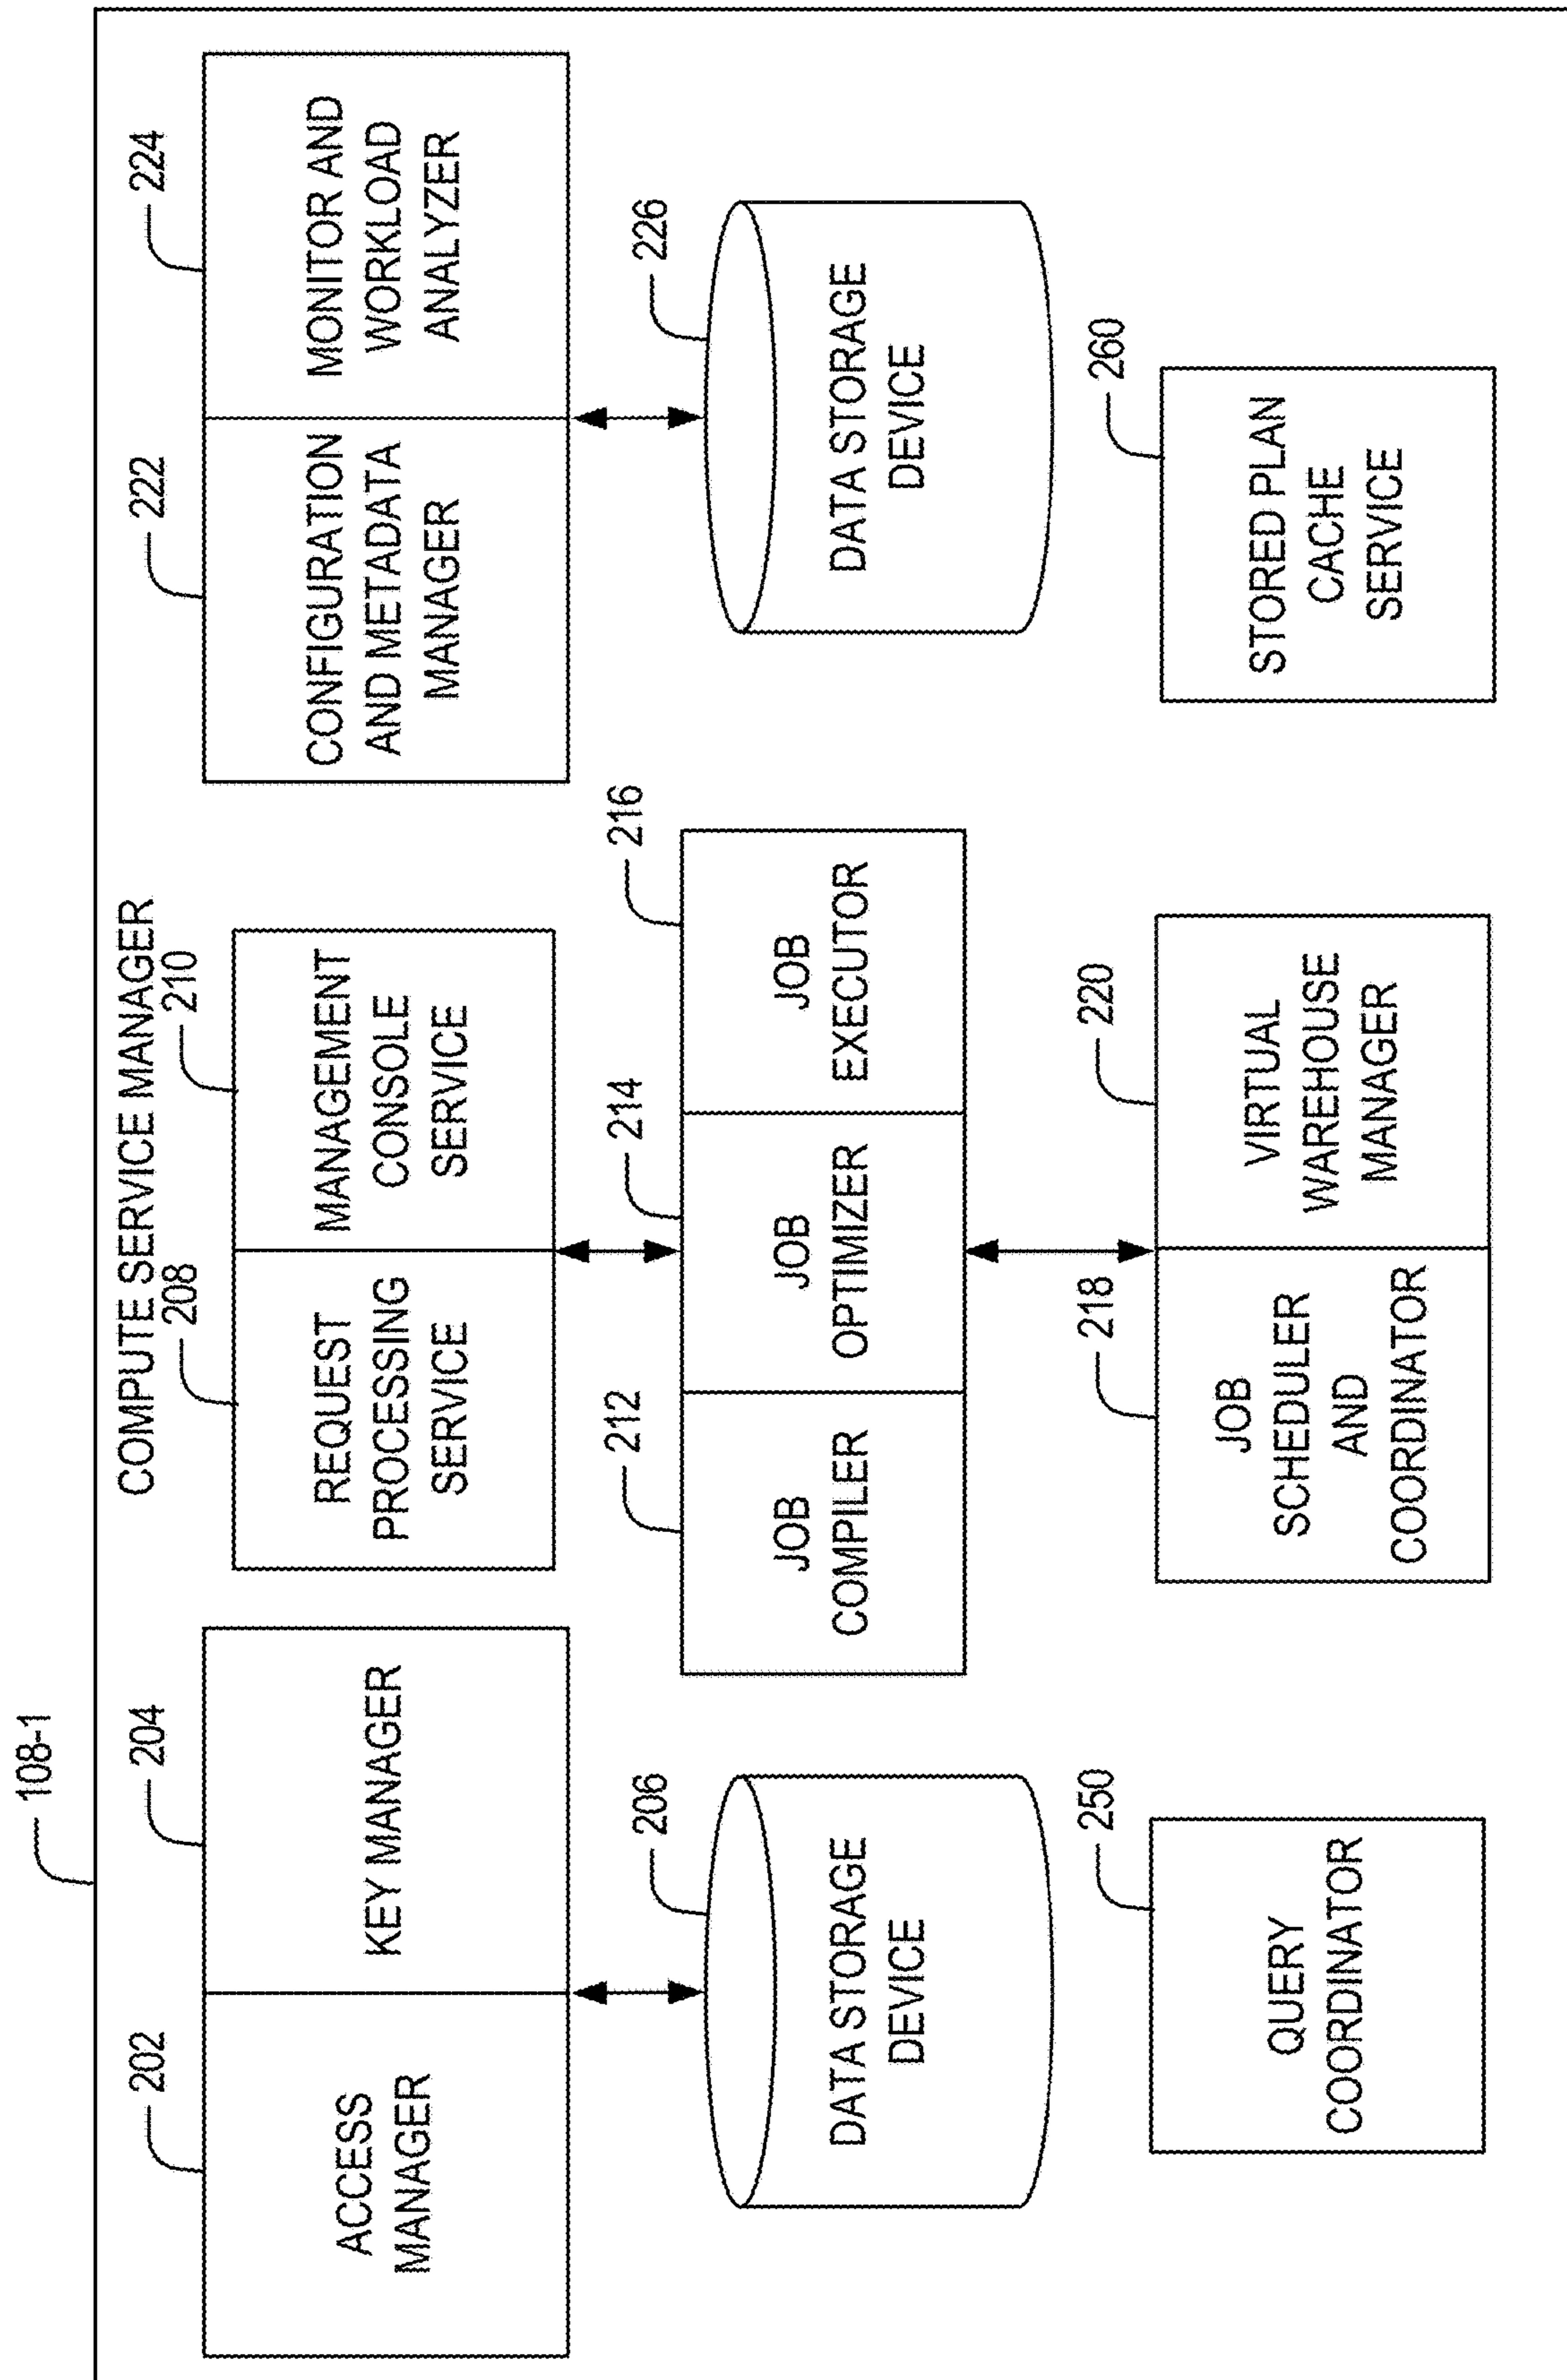 108-1
COMPUTE SERVICE MANAGER
202
204
208
210
222
224
ACCESS
MANAGER
KEY MANAGER
REQUEST
PROCESSING
SERVICE
MANAGEMENT
CONSOLE
SERVICE
CONFIGURATION
AND METADATA
MANAGER
MONITOR AND
WORKLOAD
ANALYZER
206
212
214
216
226
DATA STORAGE
DEVICE
JOB
COMPILER
JOB
OPTIMIZER
JOB
EXECUTOR
DATA STORAGE
DEVICE
250
218
220
260
QUERY
COORDINATOR
JOB
SCHEDULER
AND
COORDINATOR
VIRTUAL
WAREHOUSE
MANAGER
STORED PLAN
CACHE
SERVICE